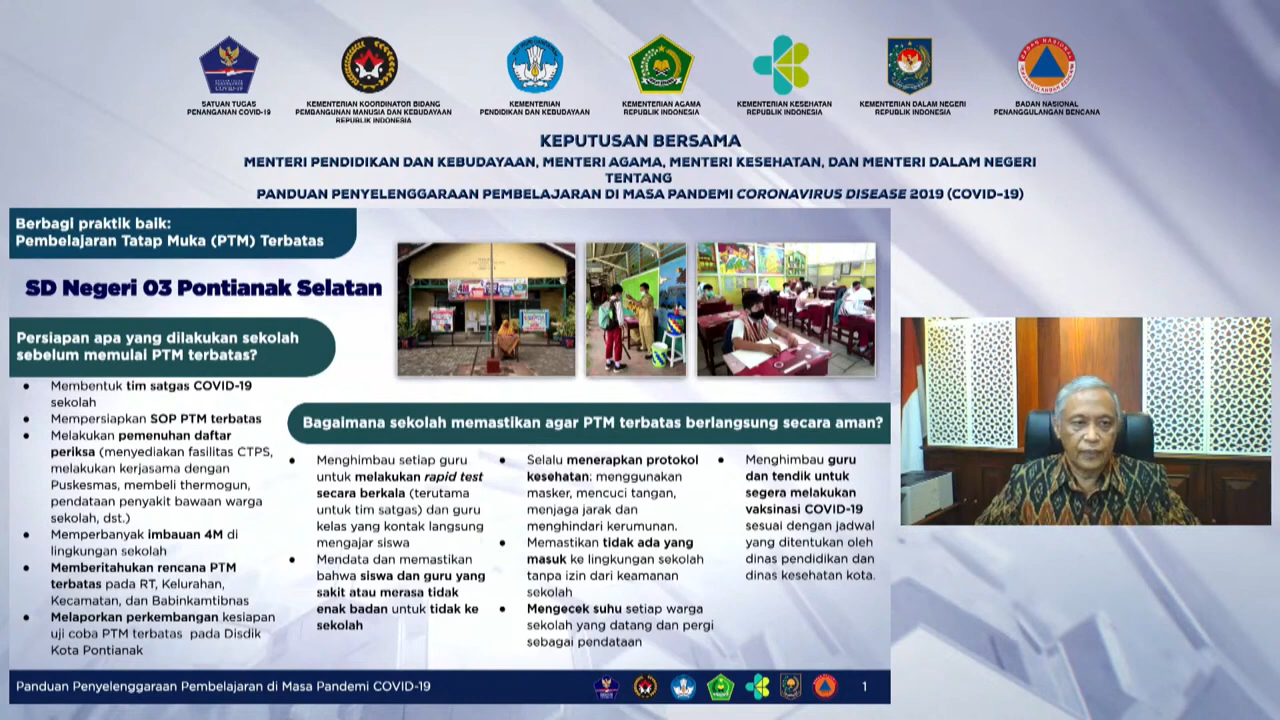 SATUAN TUGAS
PENANGANAN COVID-19
KEMENTERIAN KOORDINATOR BIDANG
PEMBANGUNAN MANUSIA DAN KEBUDAYAAN
REPUBLIK INDONESIA
KEMENTERIAN
PENDIDIKAN DAN KEBUDAYAAN
KEMENTERIAN AGAMA
REPUBLIK INDONESIA
KEMENTERIAN KESEHATAN
REPUBLIK INDONESIA
KEMENTERIAN DALAM NEGERI
REPUBLIK INDONESIA
BADAN NASIONAL
PENANGGULANGAN BENCANA
KEPUTUSAN BERSAMA
MENTERI PENDIDIKAN DAN KEBUDAYAAN, MENTERI AGAMA, MENTERI KESEHATAN, DAN MENTERI DALAM NEGERI
TENTANG
PANDUAN PENYELENGGARAAN PEMBELAJARAN DI MASA PANDEMI CORONAVIRUS DISEASE 2019 (COVID-19)
Berbagi praktik baik:
Pembelajaran Tatap Muka (PTM) Terbatas
SD Negeri 03 Pontianak Selatan
4M
Persiapan apa yang dilakukan sekolah
sebelum memulai PTM terbatas?
• Membentuk tim satgas COVID-19
sekolah
• Mempersiapkan SOP PTM terbatas
• Melakukan pemenuhan daftar
periksa (menyediakan fasilitas CTPS,
melakukan kerjasama dengan
Puskesmas, membeli thermogun,
pendataan penyakit bawaan warga
sekolah, dst.)
• Memperbanyak imbauan 4M di
lingkungan sekolah
• Memberitahukan rencana PTM
terbatas pada RT, Kelurahan,
Kecamatan, dan Babinkamtibnas
• Melaporkan perkembangan kesiapan
uji coba PTM terbatas pada Disdik
Kota Pontianak
Bagaimana sekolah memastikan agar PTM terbatas berlangsung secara aman?
• Menghimbau setiap guru
untuk melakukan rapid test
secara berkala (terutama
untuk tim satgas) dan guru
kelas yang kontak langsung
mengajar siswa
• Mendata dan memastikan
bahwa siswa dan guru yang
sakit atau merasa tidak
enak badan untuk tidak ke
sekolah
• Selalu menerapkan protokol
kesehatan: menggunakan
masker, mencuci tangan,
menjaga jarak dan
menghindari kerumunan.
• Memastikan tidak ada yang
masuk ke lingkungan sekolah
tanpa izin dari keamanan
sekolah
• Mengecek suhu setiap warga
sekolah yang datang dan pergi
sebagai pendataan
• Menghimbau guru
dan tendik untuk
segera melakukan
vaksinasi COVID-19
sesuai dengan jadwal
yang ditentukan oleh
dinas pendidikan dan
dinas kesehatan kota.
Panduan Penyelenggaraan Pembelajaran di Masa Pandemi COVID-19
1